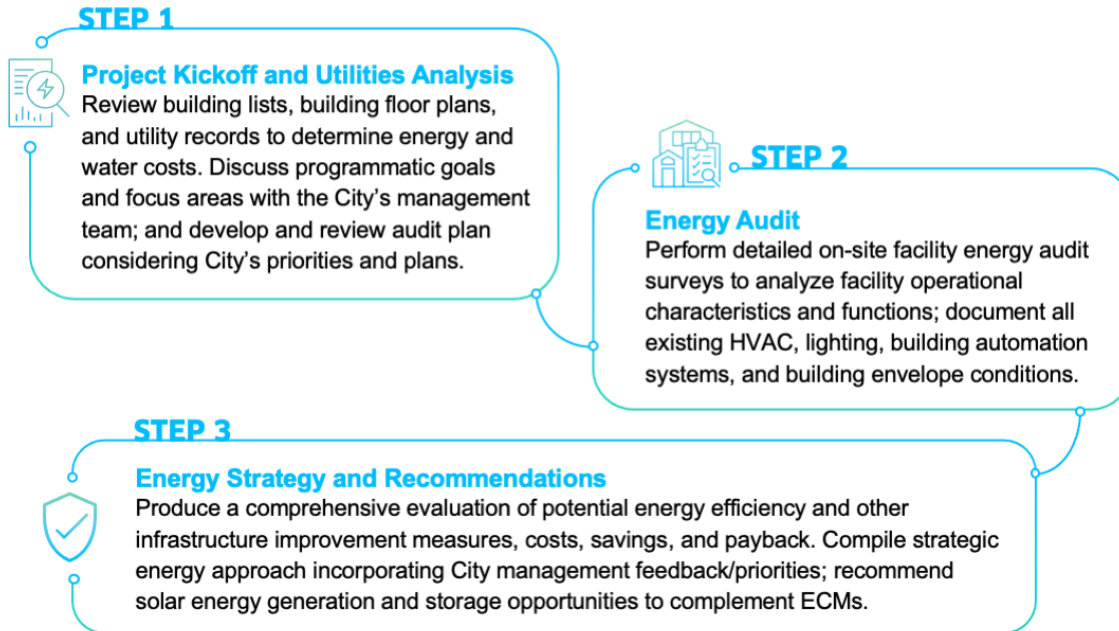 STEP 1
Project Kickoff and Utilities Analysis
Review building lists, building floor plans,
and utility records to determine energy and
water costs. Discuss programmatic goals
and focus areas with the City's management
team; and develop and review audit plan
considering City's priorities and plans.
STEP 2
Energy Audit
Perform detailed on-site facility energy audit
surveys to analyze facility operational
characteristics and functions; document all
existing HVAC, lighting, building automation
systems, and building envelope conditions.
STEP 3
Energy Strategy and Recommendations
Produce a comprehensive evaluation of potential energy efficiency and other
infrastructure improvement measures, costs, savings, and payback. Compile strategic
energy approach incorporating City management feedback/priorities; recommend
solar energy generation and storage opportunities to complement ECMs.